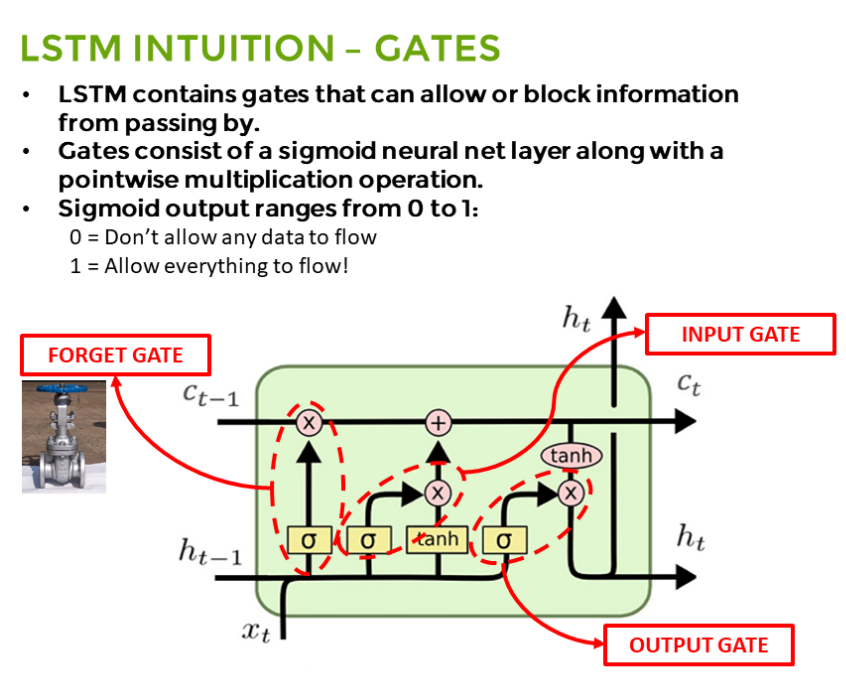 LSTM INTUITION – GATES
• LSTM contains gates that can allow or block information
from passing by.
• Gates consist of a sigmoid neural net layer along with a
pointwise multiplication operation.
• Sigmoid output ranges from 0 to 1:
0 = Don't allow any data to flow
1 = Allow everything to flow!
h_t
INPUT GATE
FORGET GATE
c_{t−1}
c_t
x
+
tanh
x
x
σ
σ
tanh
σ
h_{t−1}
h_t
x_t
OUTPUT GATE